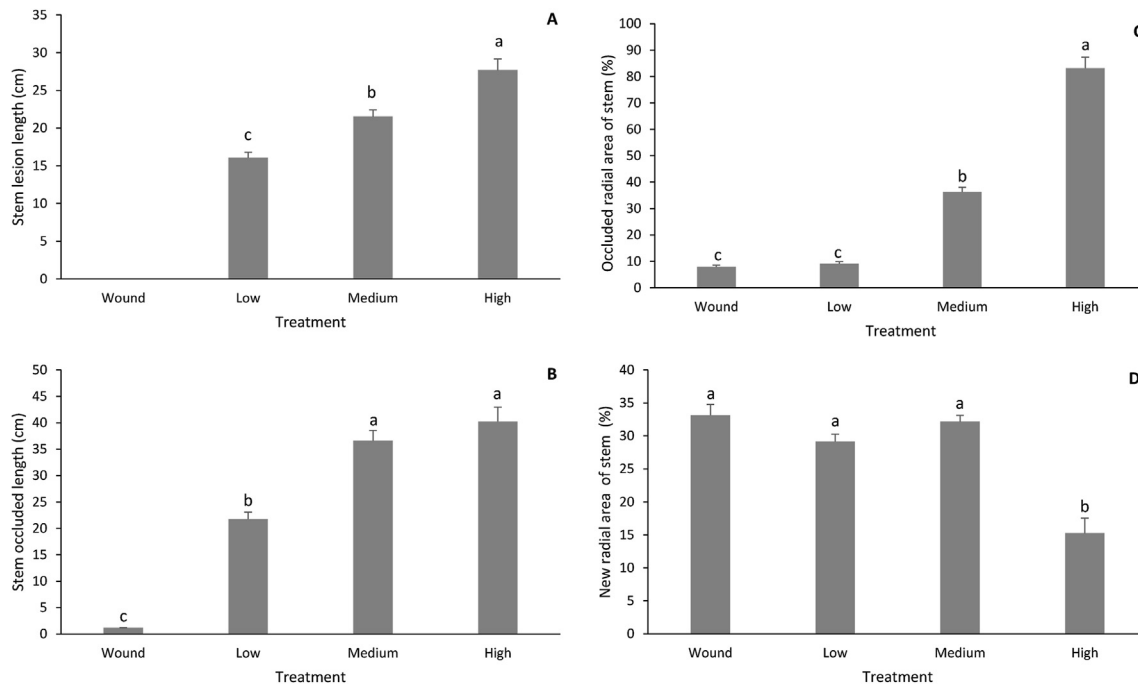 A
Stem lesion length (cm)
35
30
25
20
15
10
5
0
c
b
a
Wound Low Medium High
Treatment
B
Stem occluded length (cm)
50
45
40
35
30
25
20
15
10
5
0
c
b
a
a
Wound Low Medium High
Treatment
C
Occluded radial area of stem (%)
100
90
80
70
60
50
40
30
20
10
0
c
c
b
a
Wound Low Medium High
Treatment
D
New radial area of stem (%)
40
35
30
25
20
15
10
5
0
a
a
a
b
Wound Low Medium High
Treatment